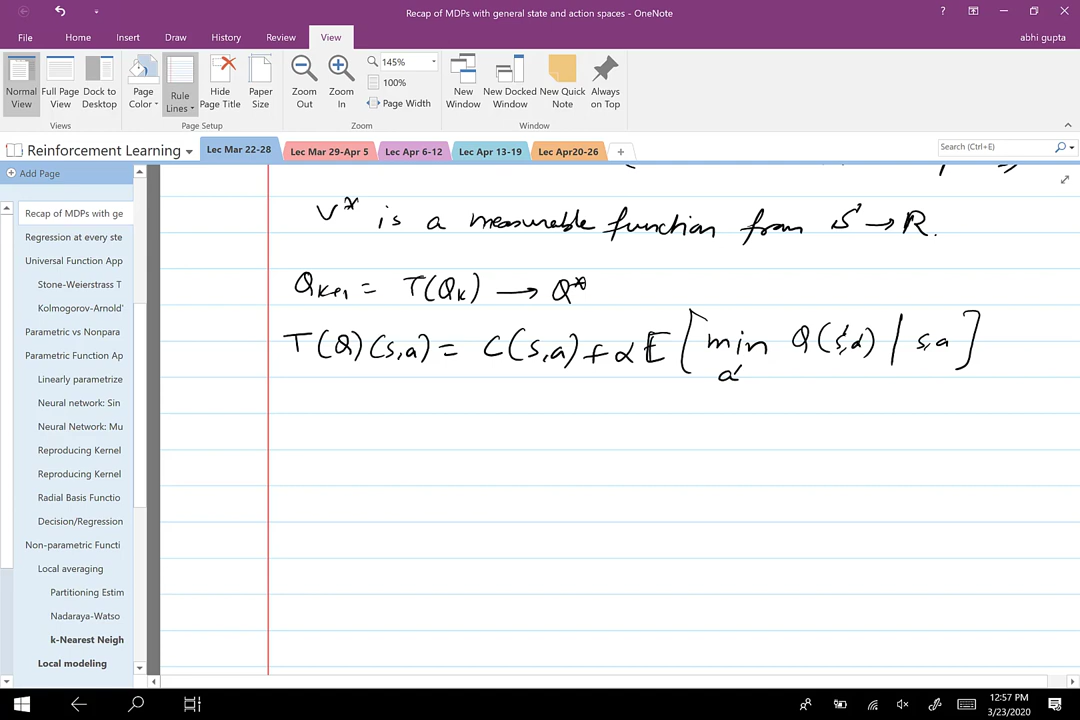 Recap of MDPs with general state and action spaces - OneNote
abhi gupta
File Home Insert Draw History Review View
Normal View
Full Page View
Dock to Desktop
Page Color
Rule Lines
Hide Page Title
Paper Size
Zoom Out
Zoom In
145%
100%
Page Width
New Window
New Docked Window
New Quick Note
Always on Top
Views Page Setup Zoom Window
Reinforcement Learning Lec Mar 22-28 Lec Mar 29-Apr 5 Lec Apr 6-12 Lec Apr 13-19 Lec Apr20-26 + Search (Ctrl+E)
Add Page
Recap of MDPs with ge
Regression at every ste
Universal Function App
Stone-Weierstrass T
Kolmogorov-Arnold'
Parametric vs Nonpara
Parametric Function Ap
Linearly parametrize
Neural network: Sin
Neural Network: Mu
Reproducing Kernel
Reproducing Kernel
Radial Basis Functio
Decision/Regression
Non-parametric Functi
Local averaging
Partitioning Estim
Nadaraya-Watso
k-Nearest Neigh
Local modeling
V* is a measurable function from S → R.
Qk+1 = T(Qk) → Q*
T(Q)(s,a) = C(s,a) + α E [ min Q(s',a') | s,a ]
a'
12:57 PM
3/23/2020